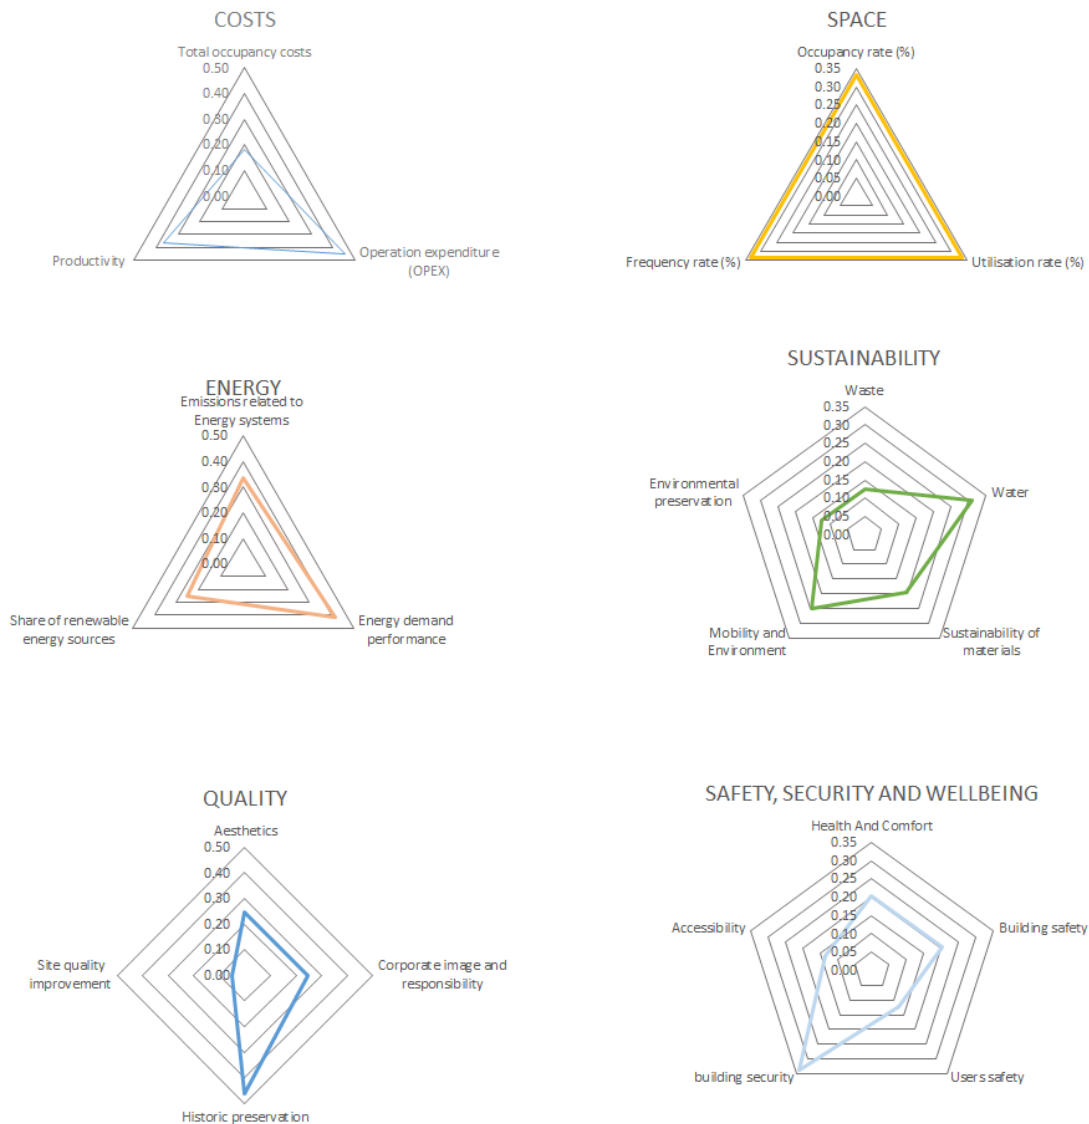 COSTS
Total occupancy costs
0.50
0.40
0.30
0.20
0.10
0.00
Productivity
Operation expenditure
(OPEX)
SPACE
Occupancy rate (%)
0.35
0.30
0.25
0.20
0.15
0.10
0.05
0.00
Frequency rate (%)
Utilisation rate (%)
ENERGY
Emissions related to
Energy systems
0.50
0.40
0.30
0.20
0.10
0.00
Share of renewable
energy sources
Energy demand
performance
SUSTAINABILITY
Waste
0.35
0.30
0.25
0.20
0.15
0.10
0.05
0.00
Environmental
preservation
Water
Mobility and
Environment
Sustainability of
materials
QUALITY
Aesthetics
0.50
0.40
0.30
0.20
0.10
0.00
Site quality
improvement
Corporate image and
responsibility
Historic preservation
SAFETY, SECURITY AND WELLBEING
Health And Comfort
0.35
0.30
0.25
0.20
0.15
0.10
0.05
0.00
Accessibility
Building safety
building security
Users safety